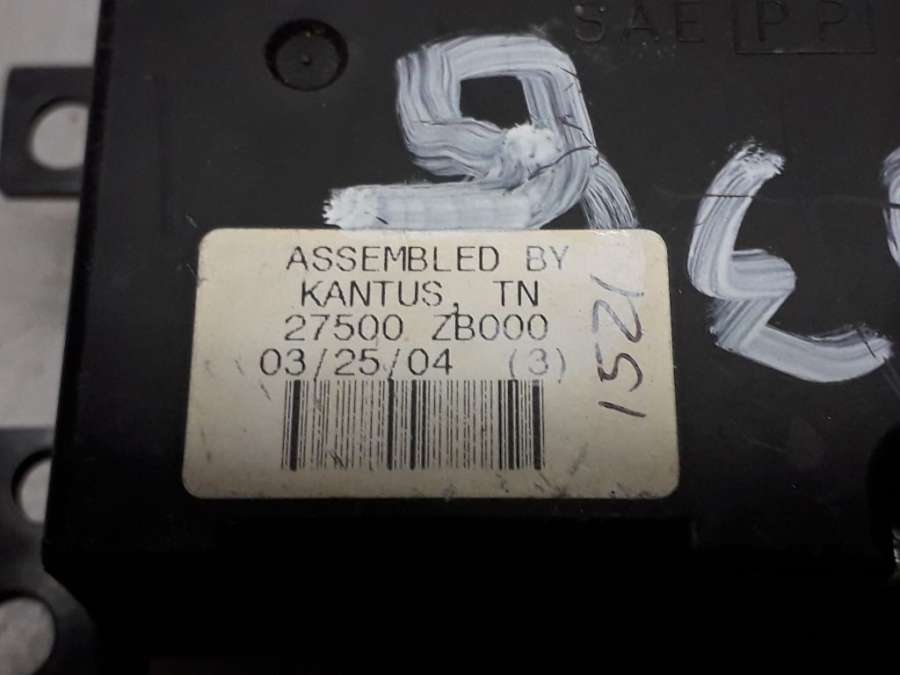 SAE PP
ASSEMBLED BY
KANTUS, TN
27500 ZB000
03/25/04 (3)
1521